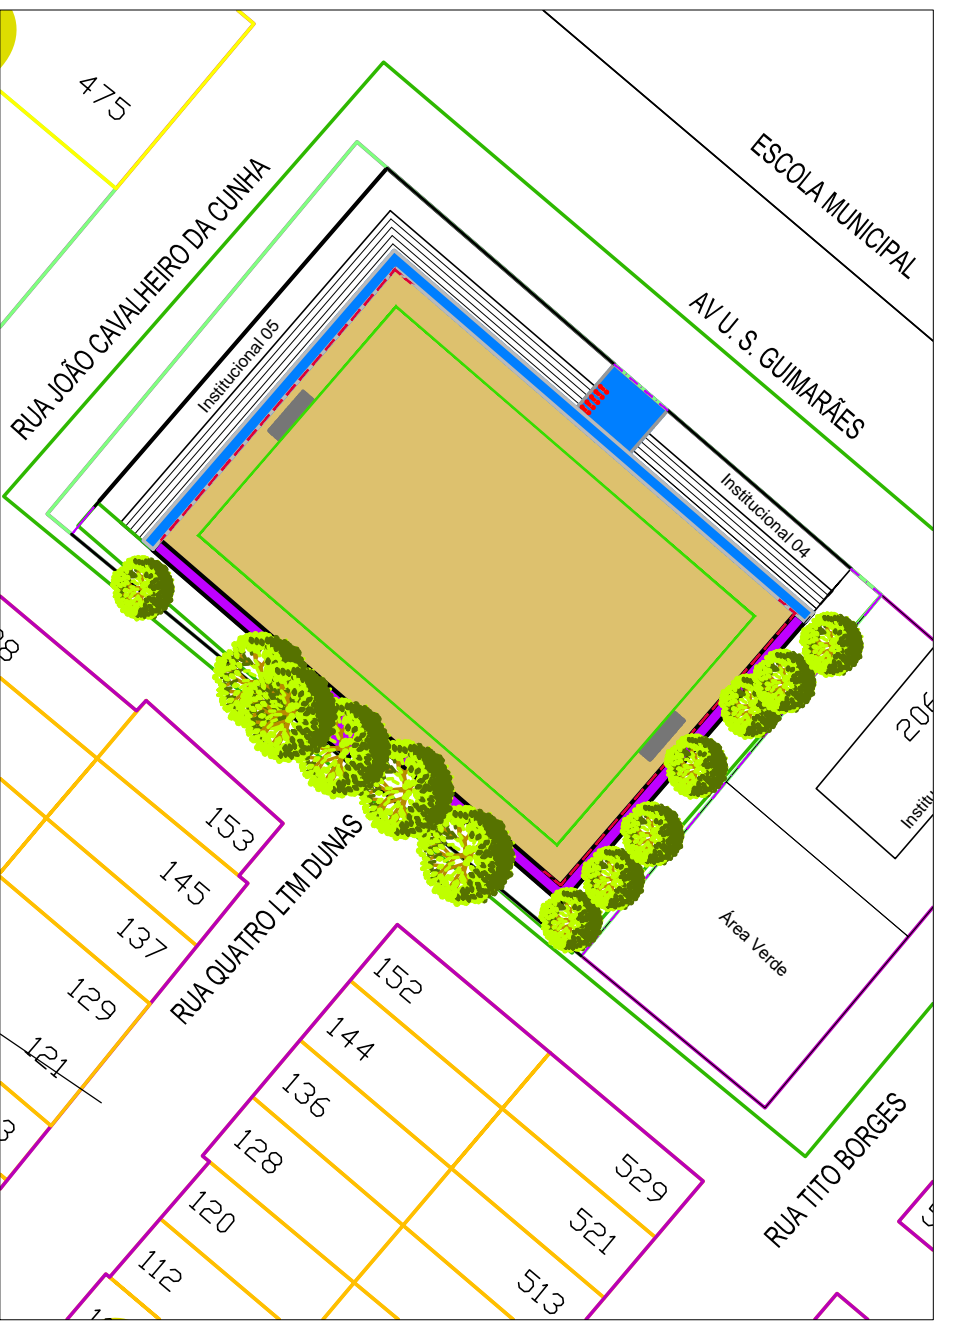 475
ESCOLA MUNICIPAL
RUA JOÃO CAVALHEIRO DA CUNHA
AV U. S. GUIMARÃES
Institucional 05
Institucional 04
206
153
145
137
129
121
RUA QUATRO LTM DUNAS
Área Verde
152
144
136
128
120
112
529
521
513
RUA TITO BORGES